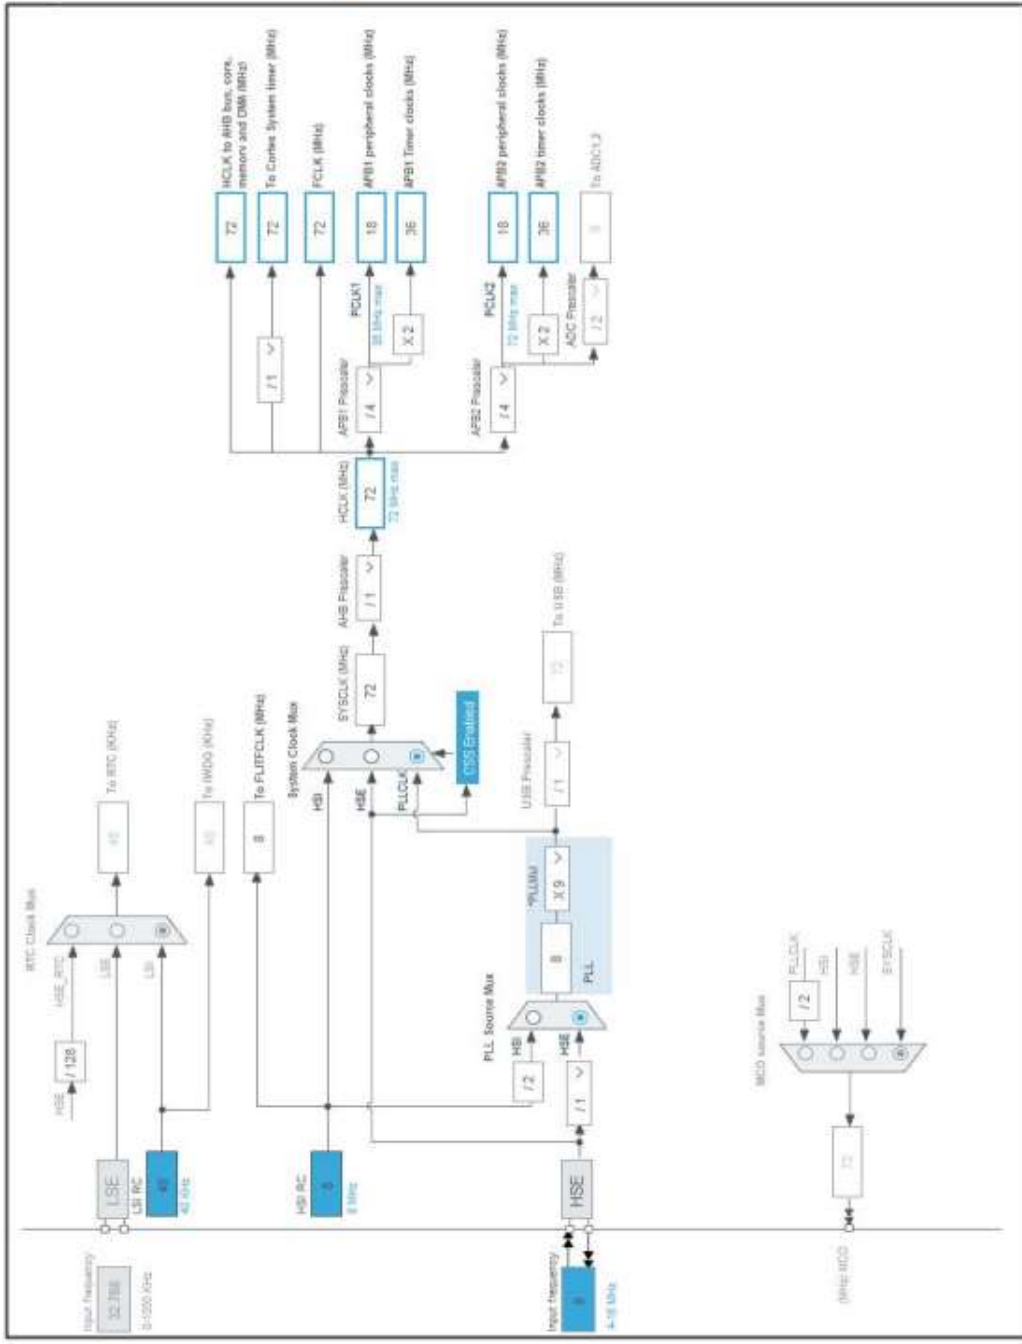 Input frequency
32.768
0-1000 KHz
LSE
LSI RC
40
40 KHz
HSE
/ 128
HSE_RTC
LSE
LSI
RTC Clock Mux
40
To RTC (KHz)
40
To IWDG (KHz)
8
To FLITFCLK (MHz)
HSI RC
8
8 MHz
Input frequency
8
4-16 MHz
HSE
/ 2
/ 1
PLL Source Mux
HSI
HSE
8
*PLLMul
X 9
PLL
System Clock Mux
HSI
HSE
PLLCLK
CSS Enabled
USB Prescaler
/ 1
72
To USB (MHz)
SYSCLK (MHz)
72
AHB Prescaler
/ 1
HCLK (MHz)
72
72 MHz max
/ 1
APB1 Prescaler
/ 4
PCLK1
36 MHz max
X 2
APB2 Prescaler
/ 4
PCLK2
72 MHz max
X 2
ADC Prescaler
/ 2
72
HCLK to AHB bus, core,
memory and DMA (MHz)
72
To Cortex System timer (MHz)
72
FCLK (MHz)
18
APB1 peripheral clocks (MHz)
36
APB1 Timer clocks (MHz)
18
APB2 peripheral clocks (MHz)
36
APB2 timer clocks (MHz)
9
To ADC1,2
(MHz) MCO
72
MCO source Mux
/ 2
PLLCLK
HSI
HSE
SYSCLK